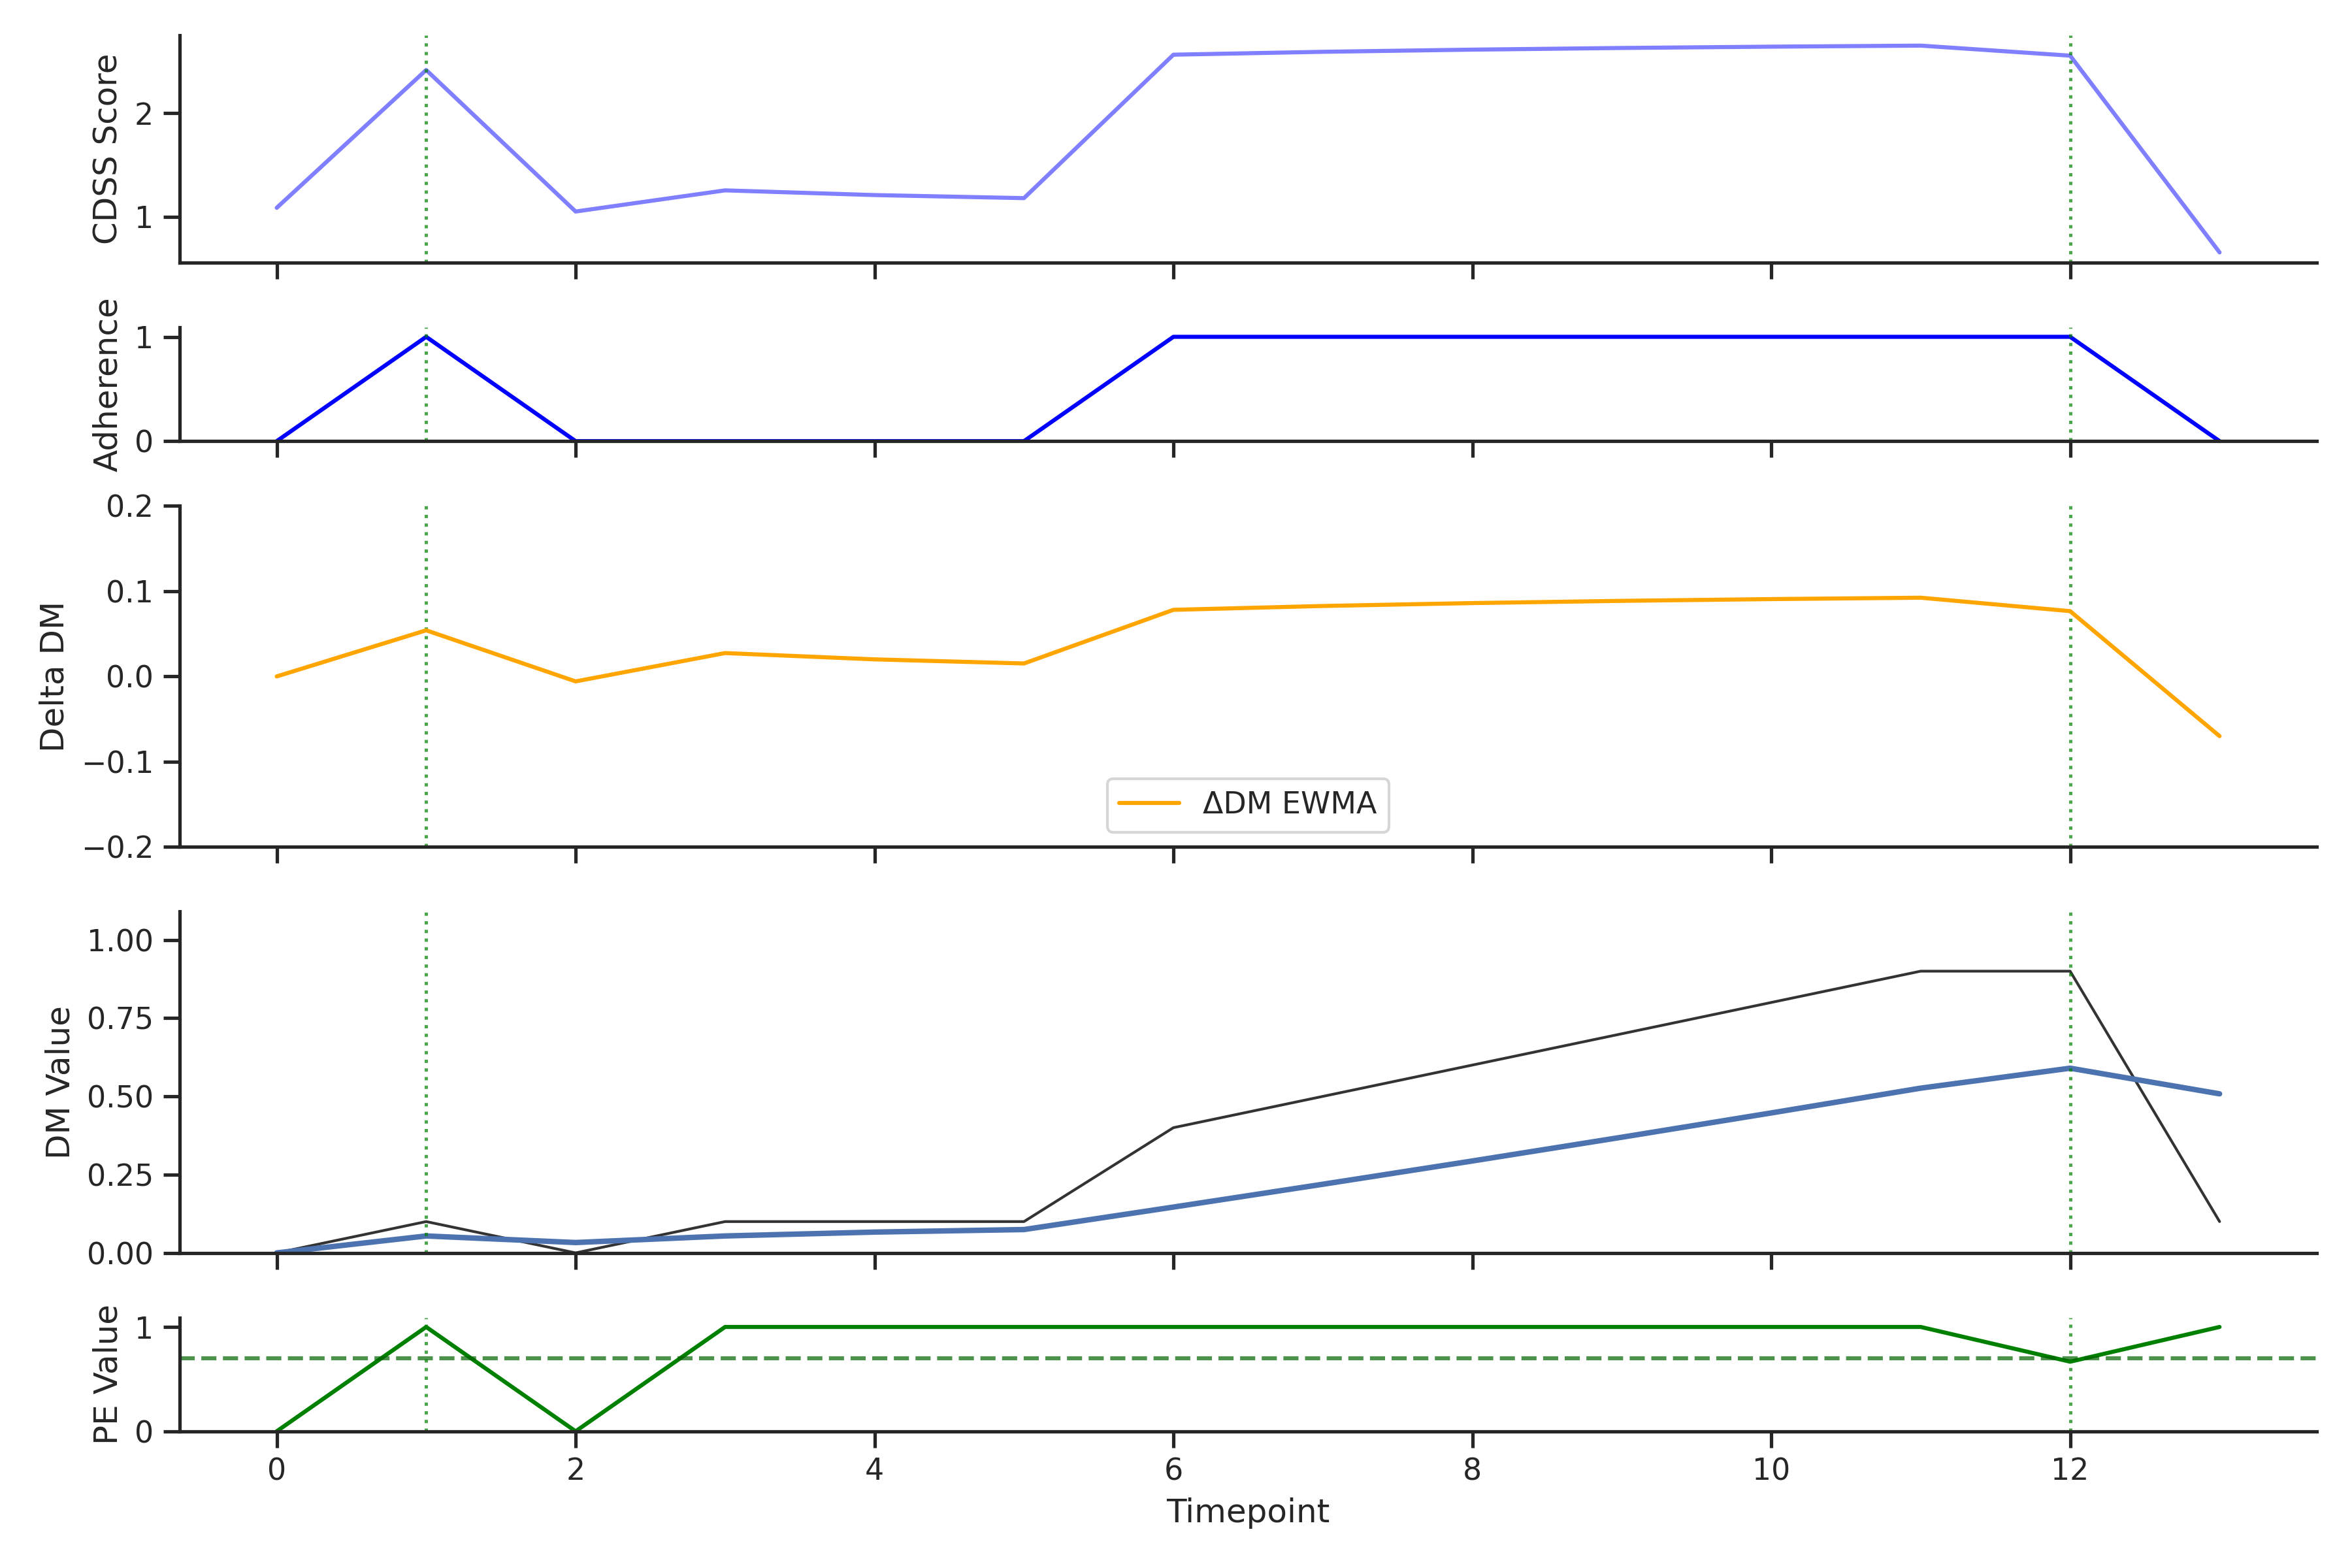 CDSS Score
2
1
Adherence
1
0
Delta DM
0.2
0.1
0.0
−0.1
−0.2
ΔDM EWMA
DM Value
1.00
0.75
0.50
0.25
0.00
PE Value
1
0
0 2 4 6 8 10 12
Timepoint